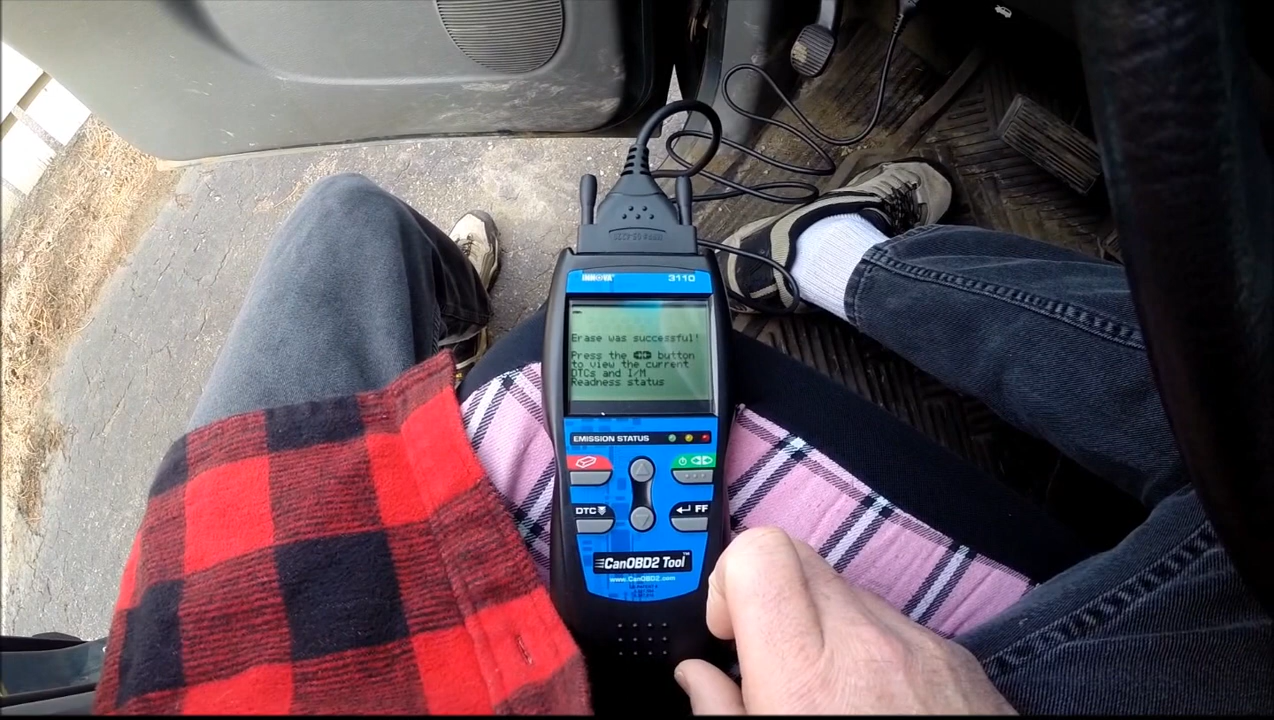 INNOVA 3110
Erase was successful!
Press the button
to view the current
DTCs and I/M
Readness status
EMISSION STATUS
DTC
FF
CanOBD2 Tool™
www.CanOBD2.com